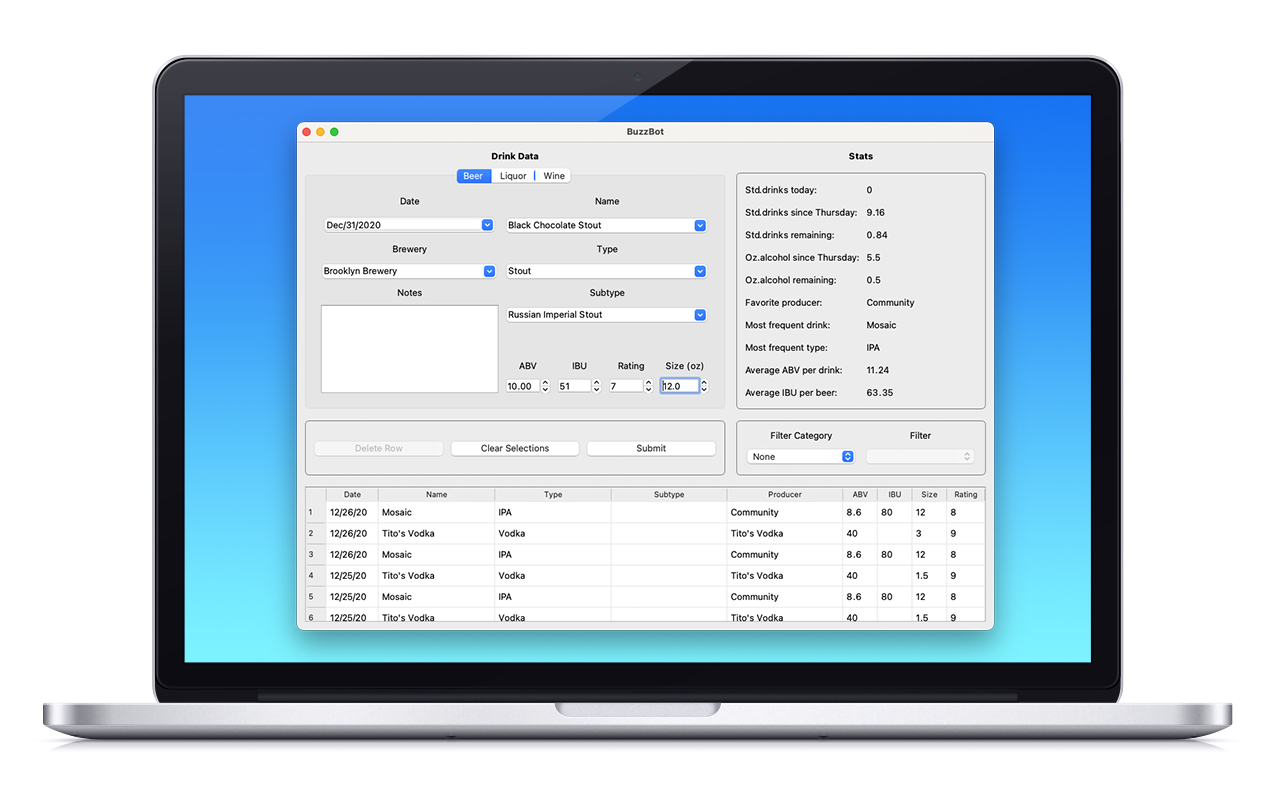 BuzzBot
Drink Data
Beer Liquor Wine
Date Name
Dec/31/2020 Black Chocolate Stout
Brewery Type
Brooklyn Brewery Stout
Notes Subtype
Russian Imperial Stout
ABV IBU Rating Size (oz)
10.00 51 7 12.0
Stats
Std.drinks today: 0
Std.drinks since Thursday: 9.16
Std.drinks remaining: 0.84
Oz.alcohol since Thursday: 5.5
Oz.alcohol remaining: 0.5
Favorite producer: Community
Most frequent drink: Mosaic
Most frequent type: IPA
Average ABV per drink: 11.24
Average IBU per beer: 63.35
Delete Row Clear Selections Submit
Filter Category Filter
None
Date Name Type Subtype Producer ABV IBU Size Rating
1 12/26/20 Mosaic IPA Community 8.6 80 12 8
2 12/26/20 Tito's Vodka Vodka Tito's Vodka 40 3 9
3 12/26/20 Mosaic IPA Community 8.6 80 12 8
4 12/25/20 Tito's Vodka Vodka Tito's Vodka 40 1.5 9
5 12/25/20 Mosaic IPA Community 8.6 80 12 8
6 12/25/20 Tito's Vodka Vodka Tito's Vodka 40 1.5 9